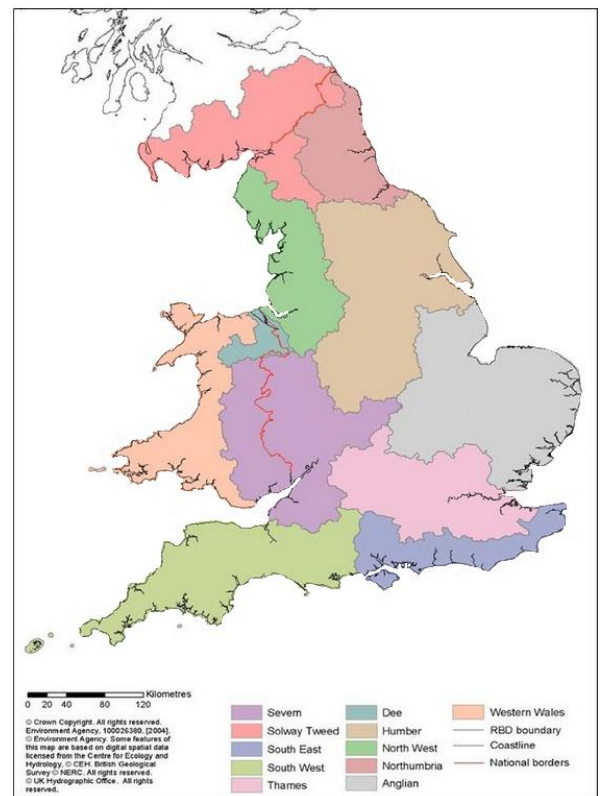 0 20 40 80 120
Kilometres
© Crown Copyright. All rights reserved.
Environment Agency, 100026380, [2004],
© Environment Agency. Some features of
this map are based on digital spatial data
licensed from the Centre for Ecology and
Hydrology, © CEH. British Geological
Survey © NERC. All rights reserved.
© UK Hydrographic Office. All rights
reserved.
Severn
Solway Tweed
South East
South West
Thames
Dee
Humber
North West
Northumbria
Anglian
Western Wales
RBD boundary
Coastline
National borders